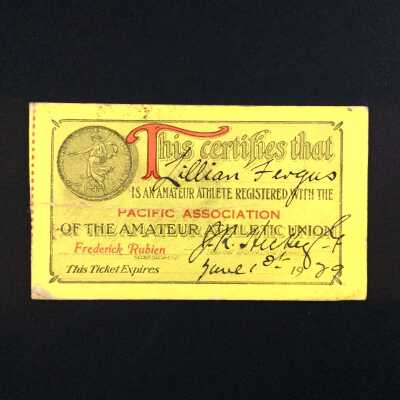 This certifies that
Lillian Fergus
IS AN AMATEUR ATHLETE REGISTERED WITH THE
PACIFIC ASSOCIATION
OF THE AMATEUR ATHLETIC UNION
Frederick Rubien
This Ticket Expires June 1st 1929